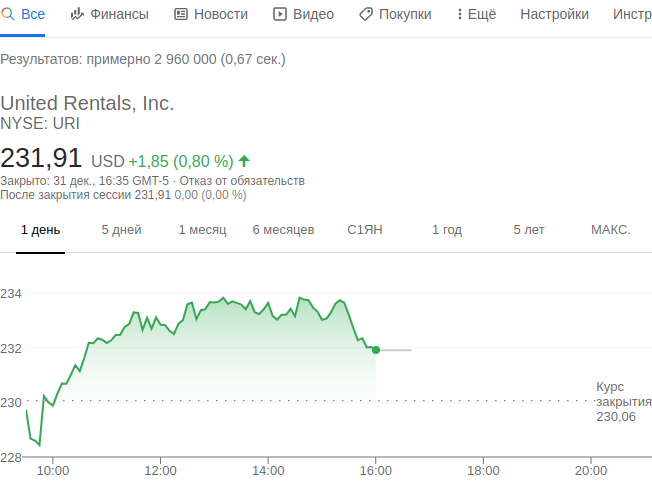 Все Финансы Новости Видео Покупки Ещё Настройки Инстр
Результатов: примерно 2 960 000 (0,67 сек.)
United Rentals, Inc.
NYSE: URI
231,91 USD +1,85 (0,80 %)
Закрыто: 31 дек., 16:35 GMT-5 · Отказ от обязательств
После закрытия сессии 231,91 0,00 (0,00 %)
1 день 5 дней 1 месяц 6 месяцев С1ЯН 1 год 5 лет МАКС.
234
232
230
Курс
закрытия
230,06
228
10:00 12:00 14:00 16:00 18:00 20:00